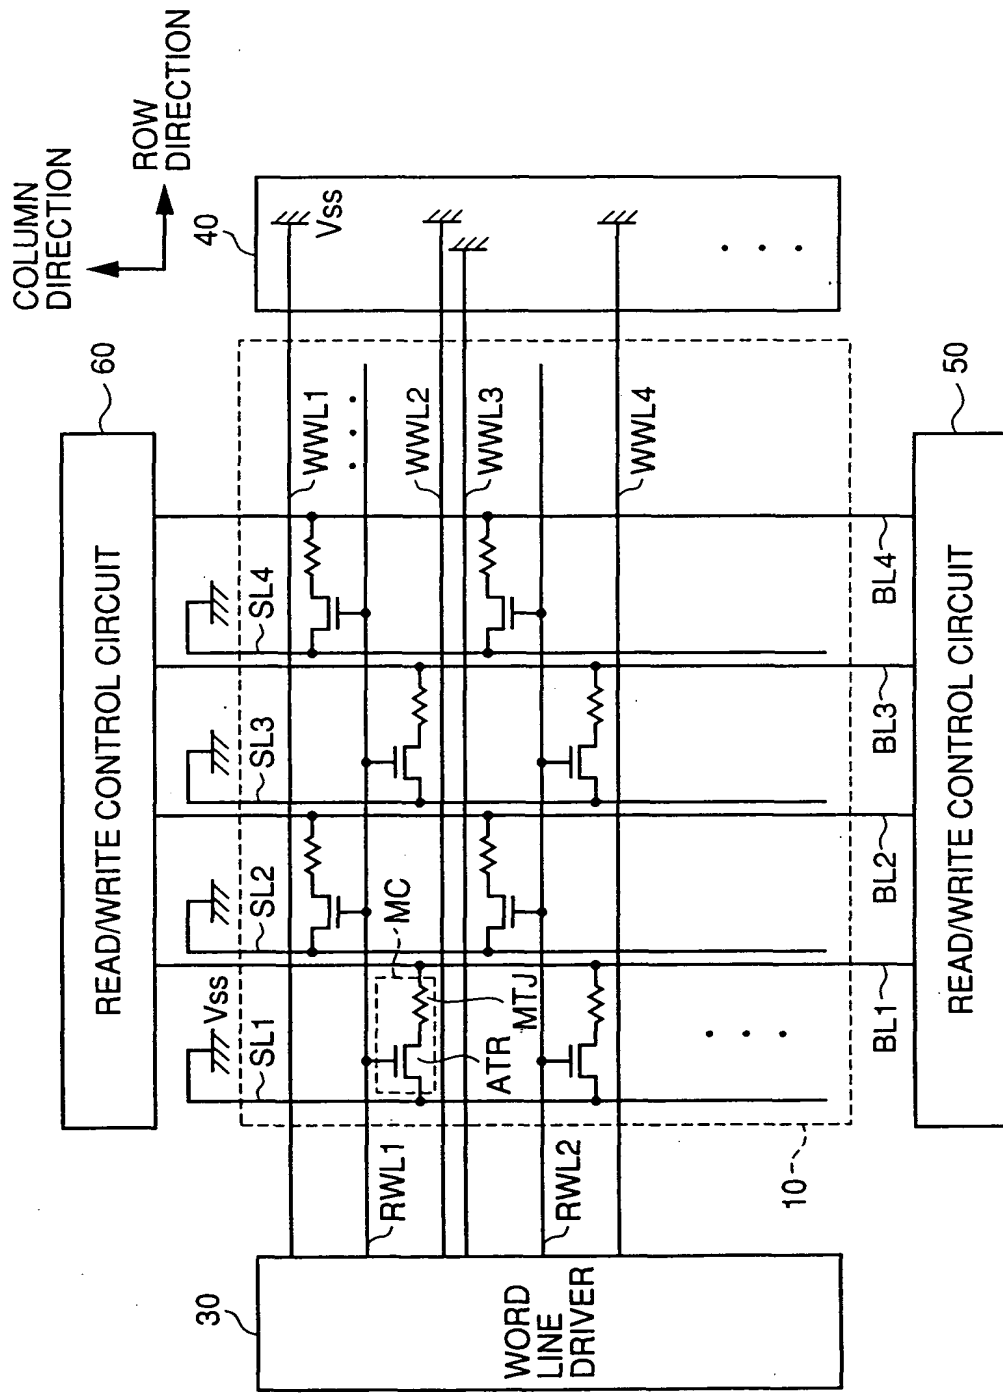 COLUMN
DIRECTION
ROW
DIRECTION
60
READ/WRITE CONTROL CIRCUIT
40
Vss
Vss
SL1
SL2
SL3
SL4
WWL1
. . .
MC
WWL2
WWL3
ATR
MTJ
WWL4
RWL1
RWL2
30
WORD
LINE
DRIVER
. . .
. . .
10
BL1
BL2
BL3
BL4
50
READ/WRITE CONTROL CIRCUIT